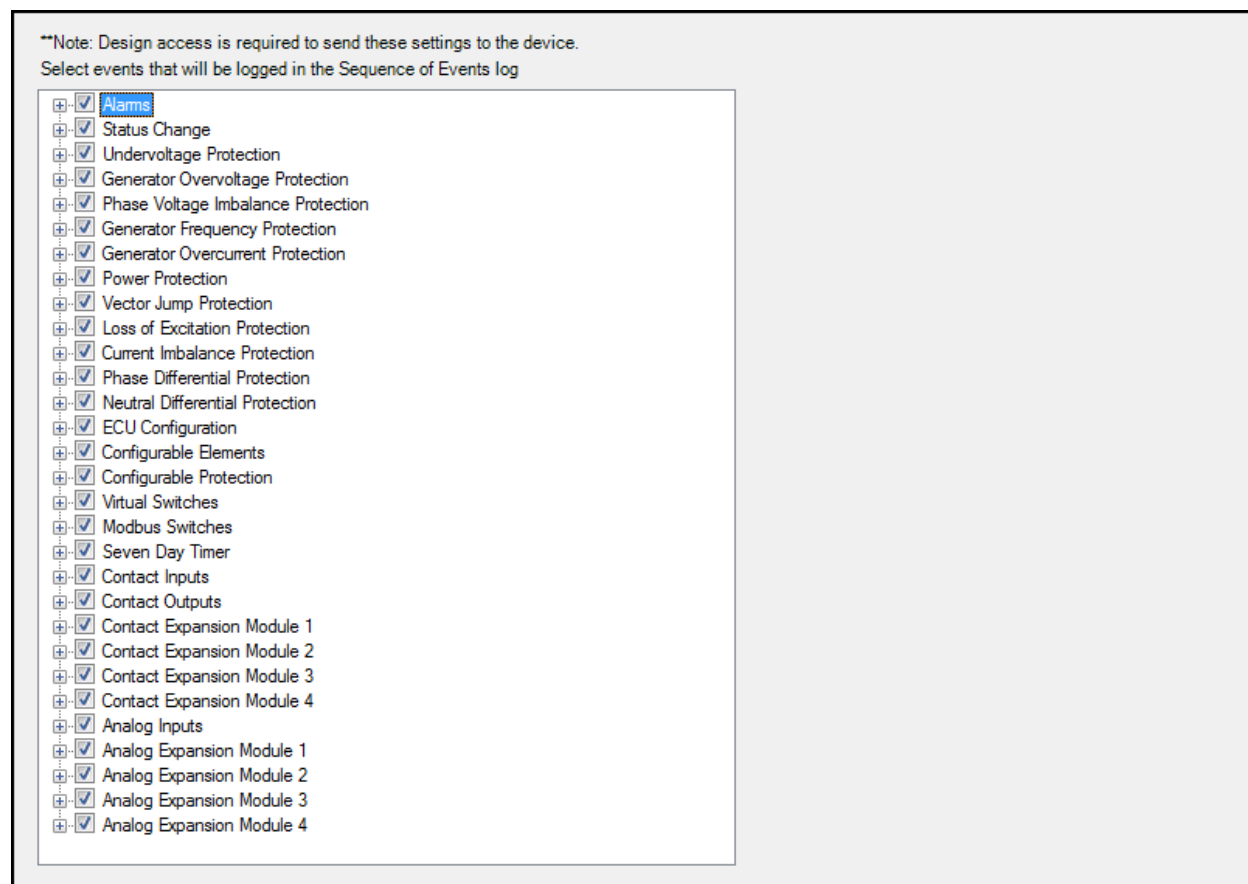 **Note: Design access is required to send these settings to the device.
Select events that will be logged in the Sequence of Events log
Alarms
Status Change
Undervoltage Protection
Generator Overvoltage Protection
Phase Voltage Imbalance Protection
Generator Frequency Protection
Generator Overcurrent Protection
Power Protection
Vector Jump Protection
Loss of Excitation Protection
Current Imbalance Protection
Phase Differential Protection
Neutral Differential Protection
ECU Configuration
Configurable Elements
Configurable Protection
Virtual Switches
Modbus Switches
Seven Day Timer
Contact Inputs
Contact Outputs
Contact Expansion Module 1
Contact Expansion Module 2
Contact Expansion Module 3
Contact Expansion Module 4
Analog Inputs
Analog Expansion Module 1
Analog Expansion Module 2
Analog Expansion Module 3
Analog Expansion Module 4